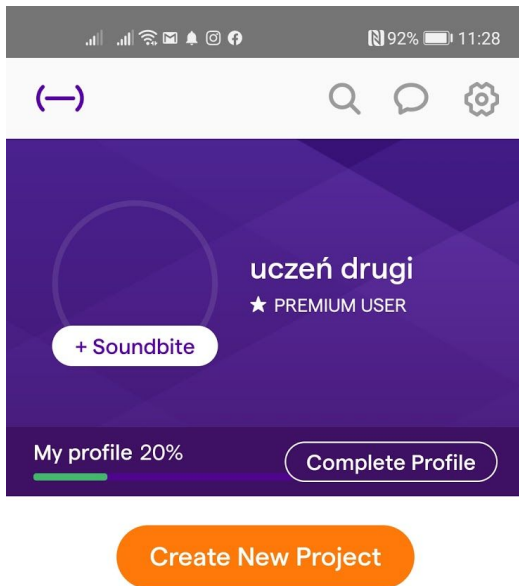 92% 11:28
uczeń drugi
★ PREMIUM USER
+ Soundbite
My profile 20%
Complete Profile
Create New Project